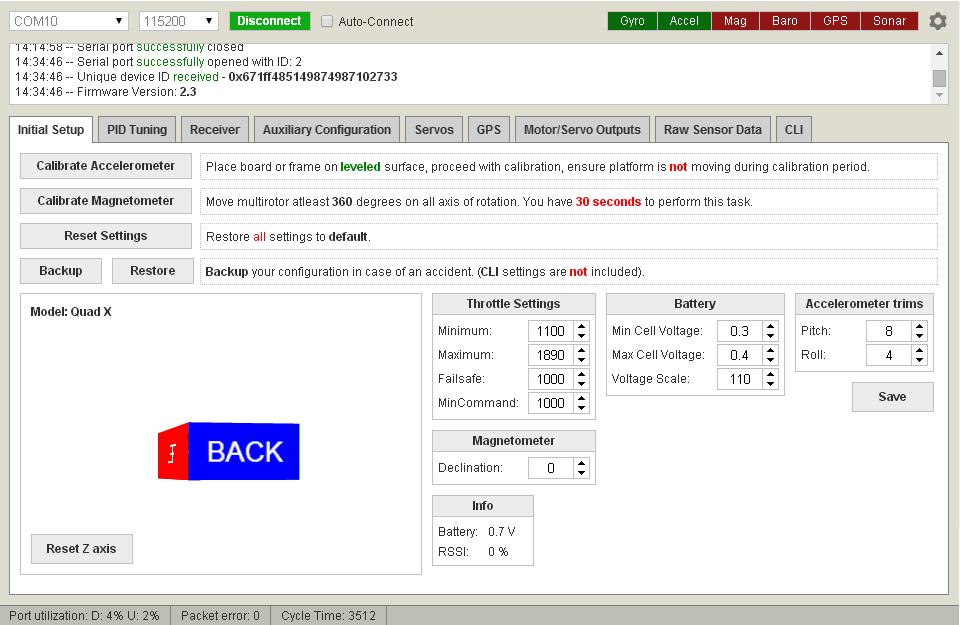 COM10 115200 Disconnect Auto-Connect Gyro Accel Mag Baro GPS Sonar
14:14:58 -- Serial port successfully closed
14:34:46 -- Serial port successfully opened with ID: 2
14:34:46 -- Unique device ID received - 0x671ff485149874987102733
14:34:46 -- Firmware Version: 2.3
Initial Setup PID Tuning Receiver Auxiliary Configuration Servos GPS Motor/Servo Outputs Raw Sensor Data CLI
Calibrate Accelerometer Place board or frame on leveled surface, proceed with calibration, ensure platform is not moving during calibration period.
Calibrate Magnetometer Move multirotor atleast 360 degrees on all axis of rotation. You have 30 seconds to perform this task.
Reset Settings Restore all settings to default.
Backup Restore Backup your configuration in case of an accident. (CLI settings are not included).
Model: Quad X
BACK
Reset Z axis
Throttle Settings
Minimum: 1100
Maximum: 1890
Failsafe: 1000
MinCommand: 1000
Magnetometer
Declination: 0
Info
Battery: 0.7 V
RSSI: 0 %
Battery
Min Cell Voltage: 0.3
Max Cell Voltage: 0.4
Voltage Scale: 110
Accelerometer trims
Pitch: 8
Roll: 4
Save
Port utilization: D: 4% U: 2% Packet error: 0 Cycle Time: 3512